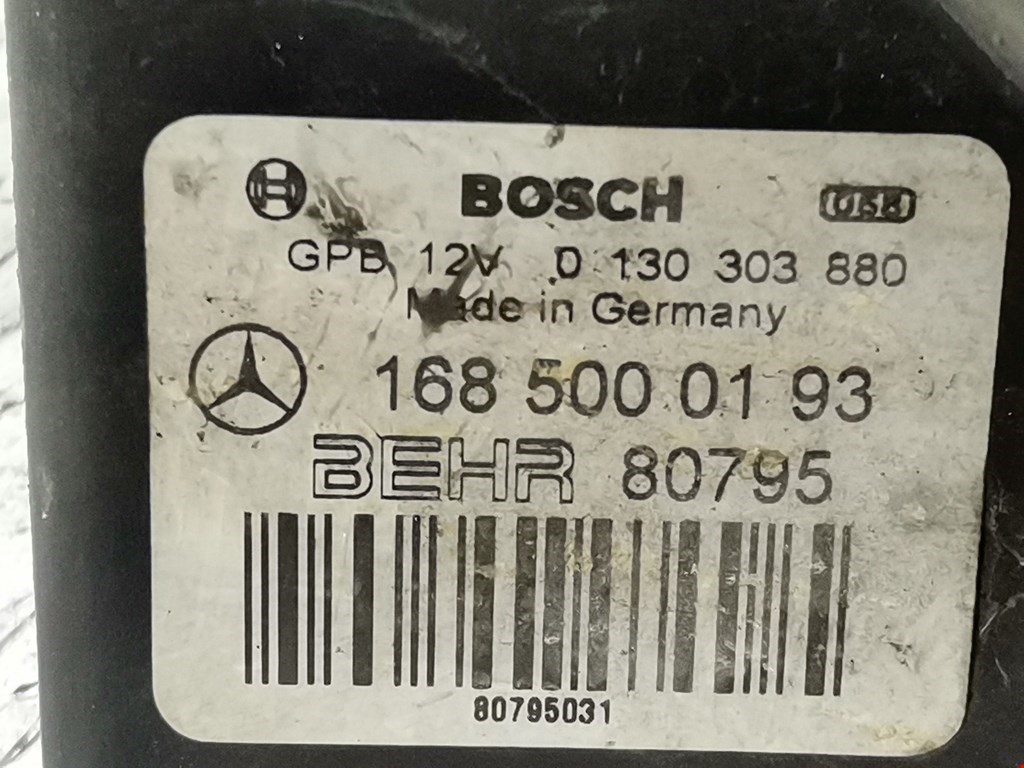 BOSCH
GPB 12V 0 130 303 880
Made in Germany
168 500 01 93
BEHR 80795
80795031